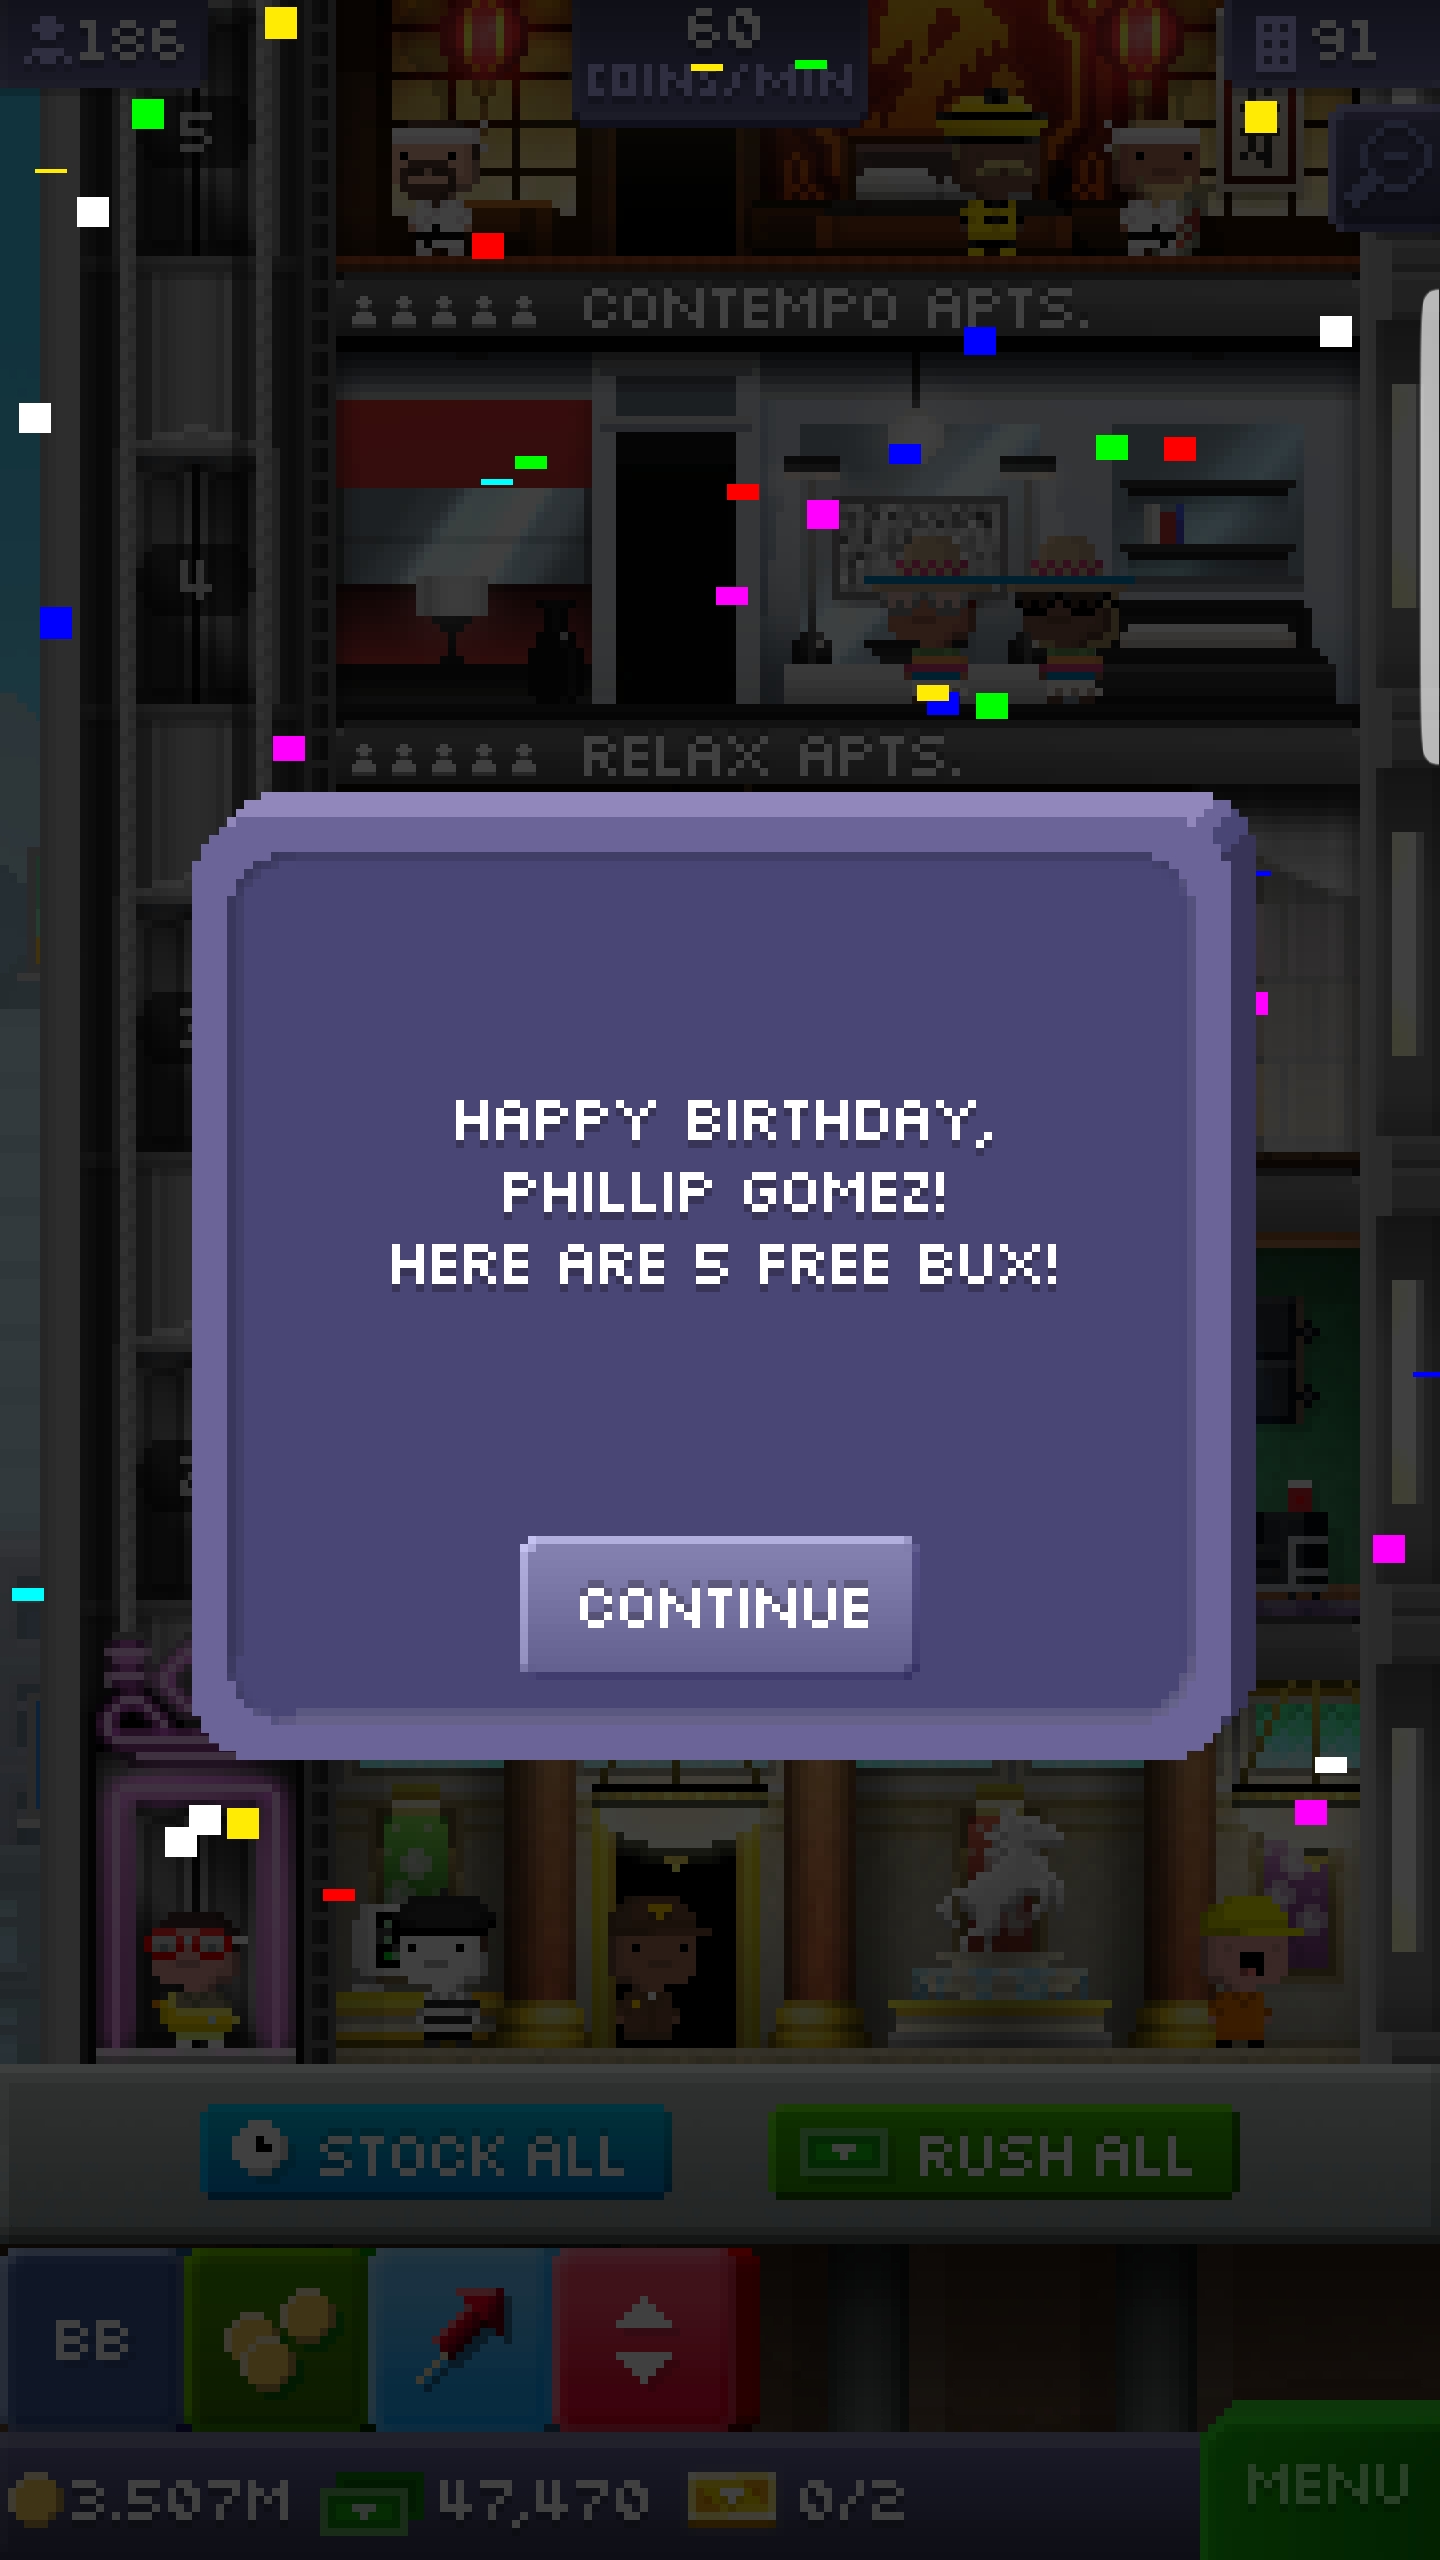 186
60
COINS/MIN
91
5
CONTEMPO APTS.
4
RELAX APTS.
HAPPY BIRTHDAY,
PHILLIP GOMEZ!
HERE ARE 5 FREE BUX!
CONTINUE
STOCK ALL
RUSH ALL
BB
3.507M
47,470
0/2
MENU